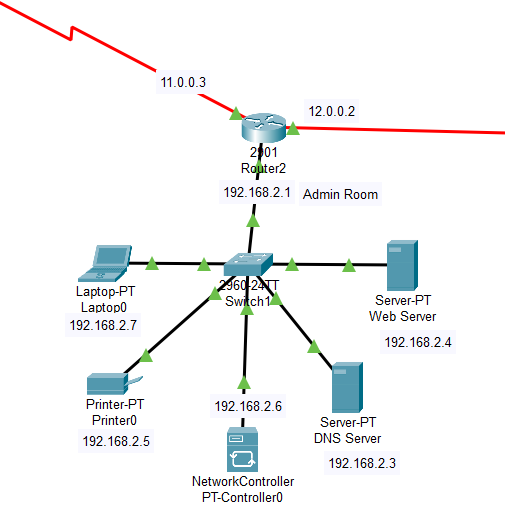 11.0.0.3
12.0.0.2
2901
Router2
192.168.2.1
Admin Room
2960-24TT
Switch1
Laptop-PT
Laptop0
192.168.2.7
Server-PT
Web Server
192.168.2.4
Printer-PT
Printer0
192.168.2.5
192.168.2.6
NetworkController
PT-Controller0
Server-PT
DNS Server
192.168.2.3